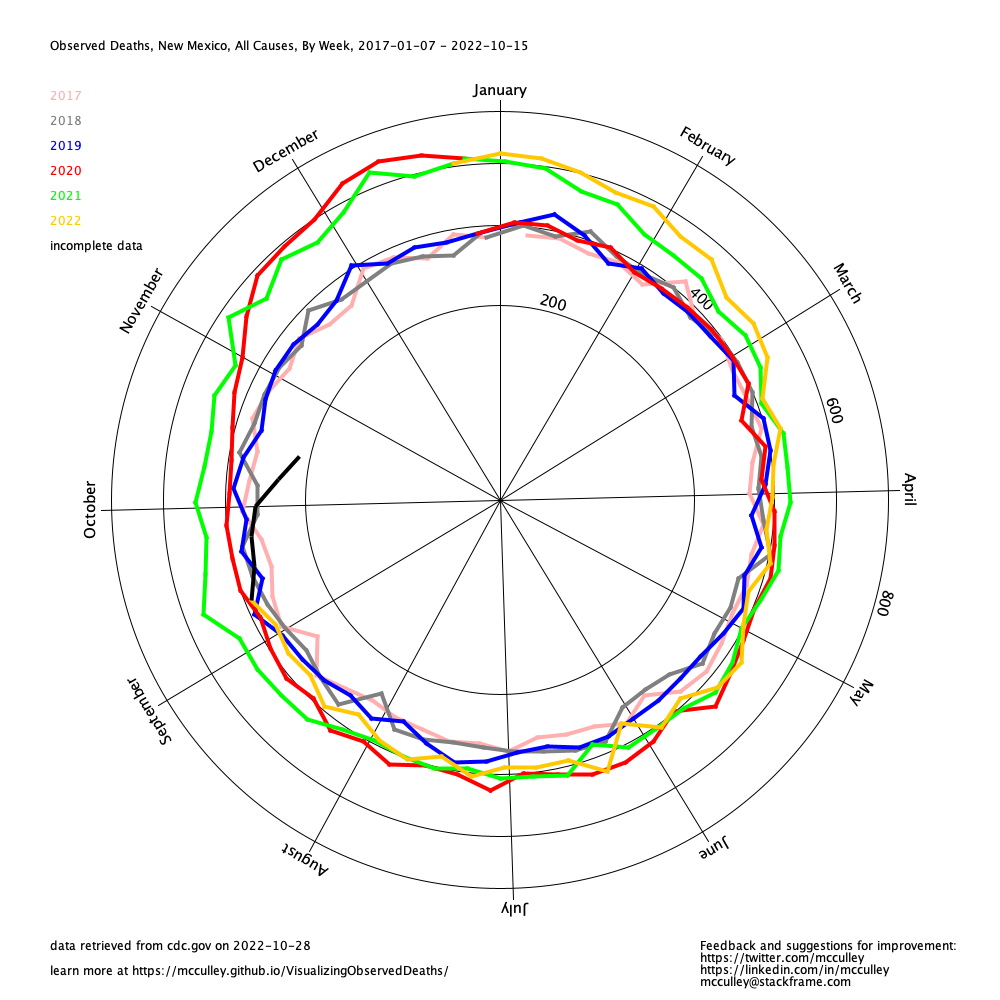 Observed Deaths, New Mexico, All Causes, By Week, 2017-01-07 - 2022-10-15
2017
2018
2019
2020
2021
2022
incomplete data
January
February
March
April
May
June
July
August
September
October
November
December
200
400
600
800
data retrieved from cdc.gov on 2022-10-28
learn more at https://mcculley.github.io/VisualizingObservedDeaths/
Feedback and suggestions for improvement:
https://twitter.com/mcculley
https://linkedin.com/in/mcculley
mcculley@stackframe.com